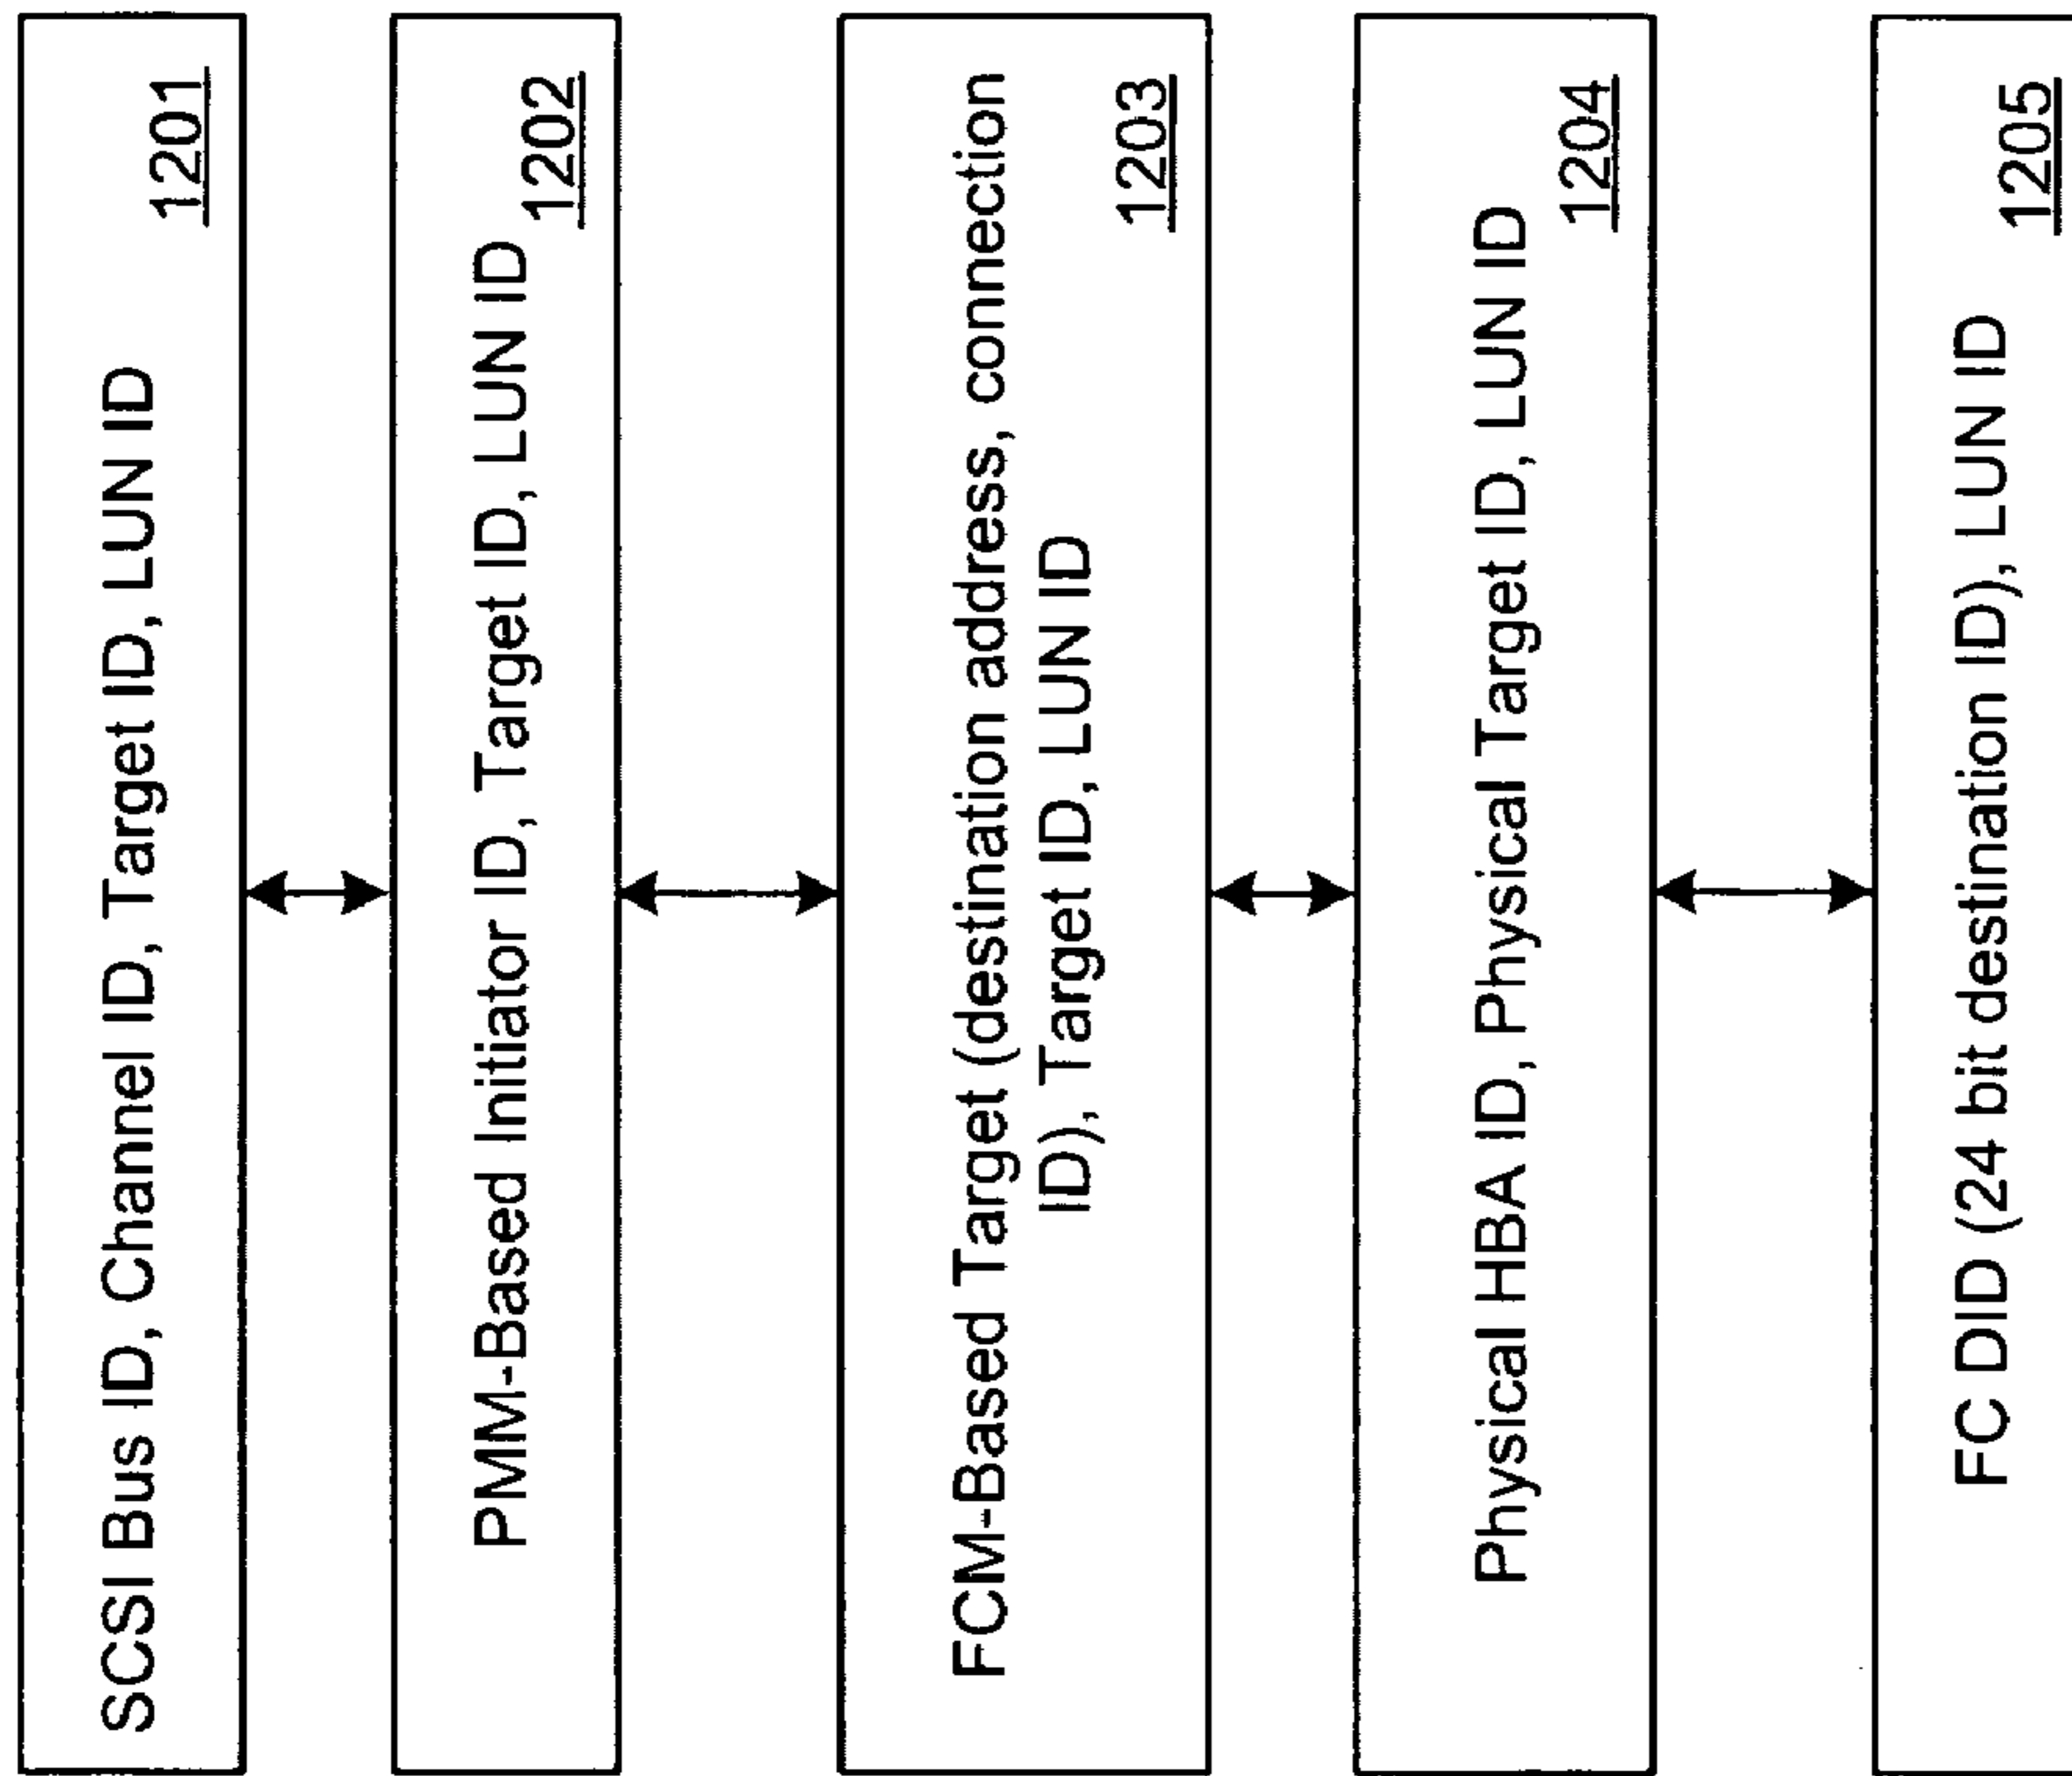 SCSI Bus ID, Channel ID, Target ID, LUN ID
1201
PMM-Based Initiator ID, Target ID, LUN ID
1202
FCM-Based Target (destination address, connection
ID), Target ID, LUN ID
1203
Physical HBA ID, Physical Target ID, LUN ID
1204
FC DID (24 bit destination ID), LUN ID
1205